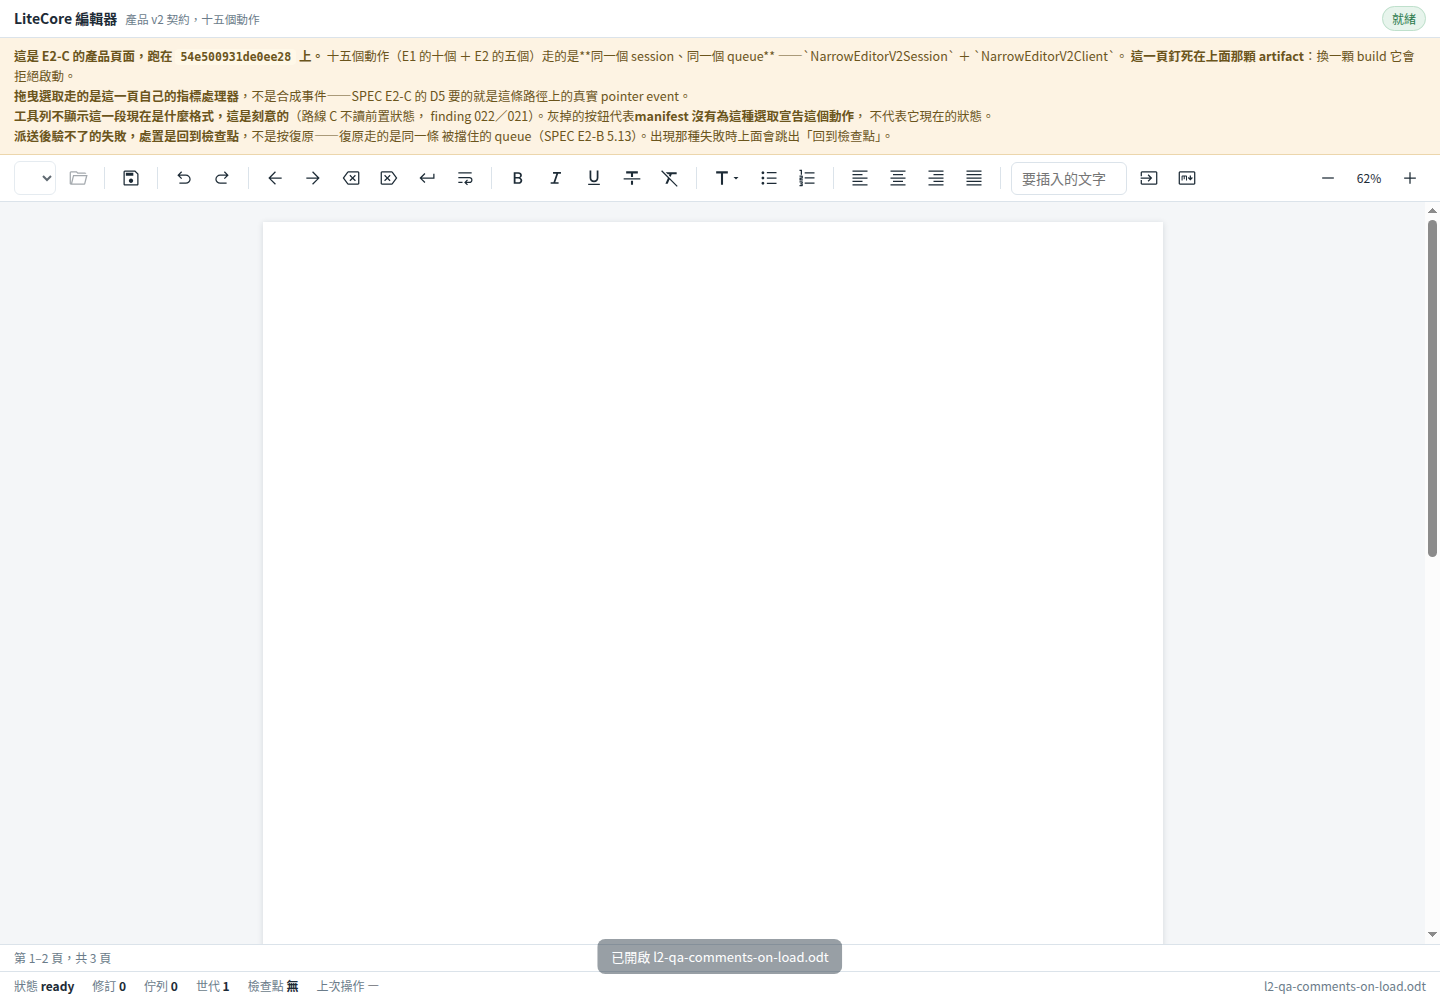 LiteCore 編輯器 產品 v2 契約，十五個動作 就緒
這是 E2-C 的產品頁面，跑在 54e500931de0ee28 上。 十五個動作（E1 的十個 ＋ E2 的五個）走的是**同一個 session、同一個 queue** ——`NarrowEditorV2Session` ＋ `NarrowEditorV2Client`。 這一頁釘死在上面那顆 artifact：換一顆 build 它會
拒絕啟動。
拖曳選取走的是這一頁自己的指標處理器，不是合成事件——SPEC E2-C 的 D5 要的就是這條路徑上的真實 pointer event。
工具列不顯示這一段現在是什麼格式，這是刻意的（路線 C 不讀前置狀態， finding 022／021）。灰掉的按鈕代表manifest 沒有為這種選取宣告這個動作， 不代表它現在的狀態。
派送後驗不了的失敗，處置是回到檢查點，不是按復原——復原走的是同一條 被擋住的 queue（SPEC E2-B 5.13）。出現那種失敗時上面會跳出「回到檢查點」。
要插入的文字 62%
第 1–2 頁，共 3 頁
已開啟 l2-qa-comments-on-load.odt
狀態 ready 修訂 0 佇列 0 世代 1 檢查點 無 上次操作 — l2-qa-comments-on-load.odt